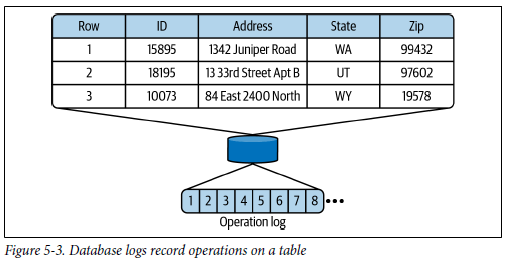 Row ID Address State Zip
1 15895 1342 Juniper Road WA 99432
2 18195 13 33rd Street Apt B UT 97602
3 10073 84 East 2400 North WY 19578
1 2 3 4 5 6 7 8 •••
Operation log
Figure 5-3. Database logs record operations on a table